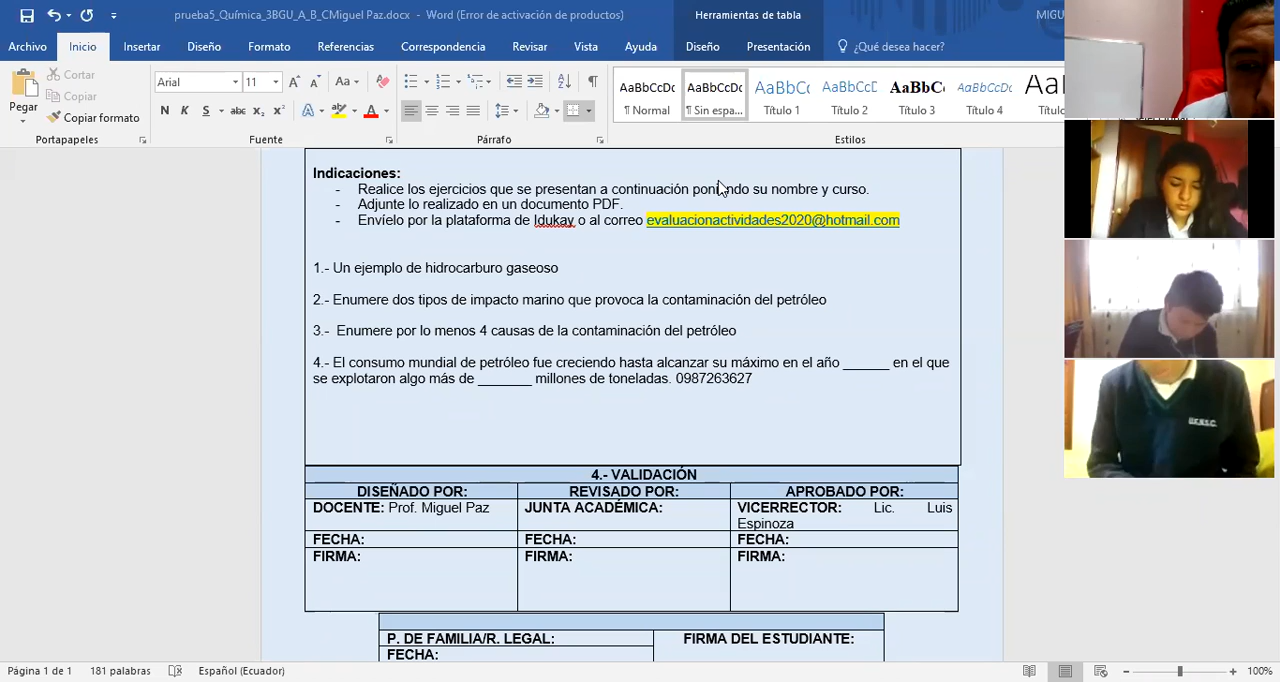 prueba5_Química_3BGU_A_B_CMiguel Paz.docx - Word (Error de activación de productos)
Herramientas de tabla
MIGU
Archivo Inicio Insertar Diseño Formato Referencias Correspondencia Revisar Vista Ayuda Diseño Presentación ¿Qué desea hacer?
Pegar
Cortar
Copiar
Copiar formato
Portapapeles
Arial 11
N K S abc x₂ x²
Fuente
Párrafo
AaBbCcDc AaBbCcDc AaBbCc AaBbCcD AaBbC AaBbCcDc AaB
¶ Normal ¶ Sin espa... Título 1 Título 2 Título 3 Título 4 Título
Estilos
Indicaciones:
- Realice los ejercicios que se presentan a continuación poniendo su nombre y curso.
- Adjunte lo realizado en un documento PDF.
- Envíelo por la plataforma de Idukay o al correo evaluacionactividades2020@hotmail.com
1.- Un ejemplo de hidrocarburo gaseoso
2.- Enumere dos tipos de impacto marino que provoca la contaminación del petróleo
3.- Enumere por lo menos 4 causas de la contaminación del petróleo
4.- El consumo mundial de petróleo fue creciendo hasta alcanzar su máximo en el año ______ en el que
se explotaron algo más de _______ millones de toneladas. 0987263627
4.- VALIDACIÓN
DISEÑADO POR: REVISADO POR: APROBADO POR:
DOCENTE: Prof. Miguel Paz JUNTA ACADÉMICA: VICERRECTOR: Lic. Luis
Espinoza
FECHA: FECHA: FECHA:
FIRMA: FIRMA: FIRMA:
P. DE FAMILIA/R. LEGAL: FIRMA DEL ESTUDIANTE:
FECHA:
Página 1 de 1 181 palabras Español (Ecuador) 100%